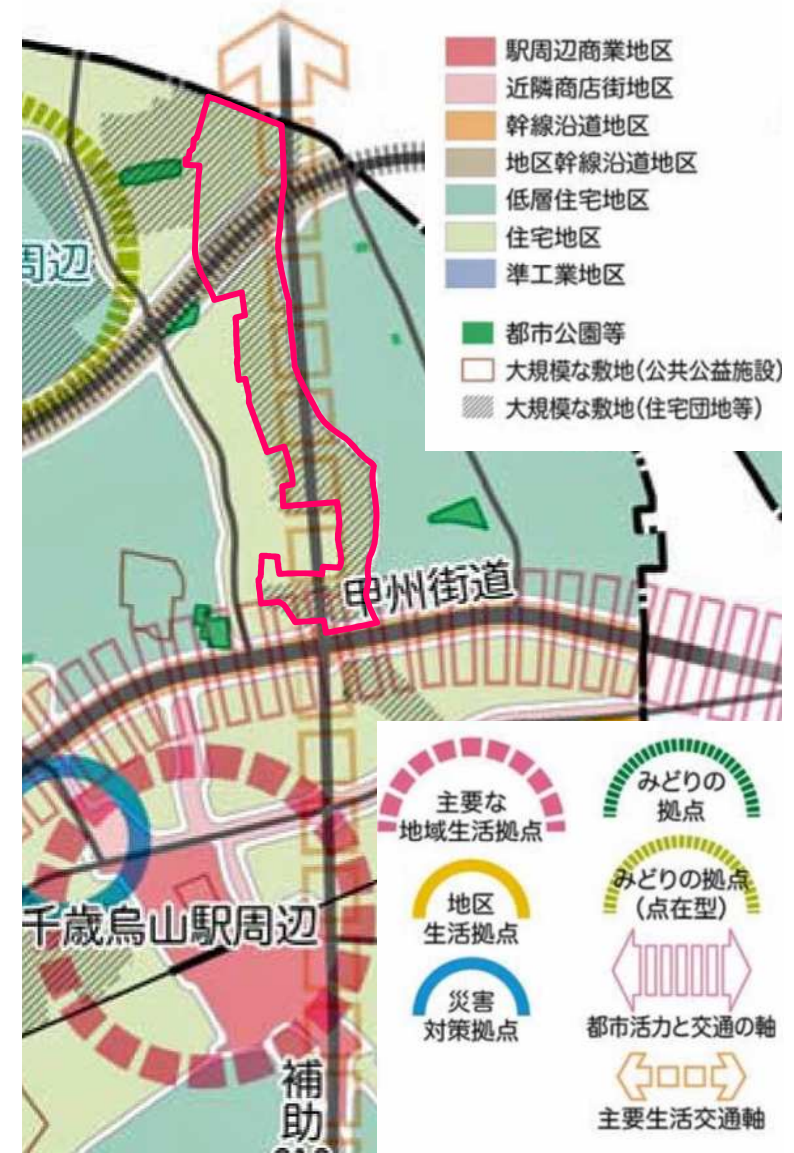 駅周辺商業地区
近隣商店街地区
幹線沿道地区
地区幹線沿道地区
低層住宅地区
住宅地区
準工業地区
都市公園等
大規模な敷地(公共公益施設)
大規模な敷地(住宅団地等)
周辺
甲州街道
千歳烏山駅周辺
補助
主要な
地域生活拠点
地区
生活拠点
災害
対策拠点
みどりの
拠点
みどりの拠点
(点在型)
都市活力と交通の軸
主要生活交通軸